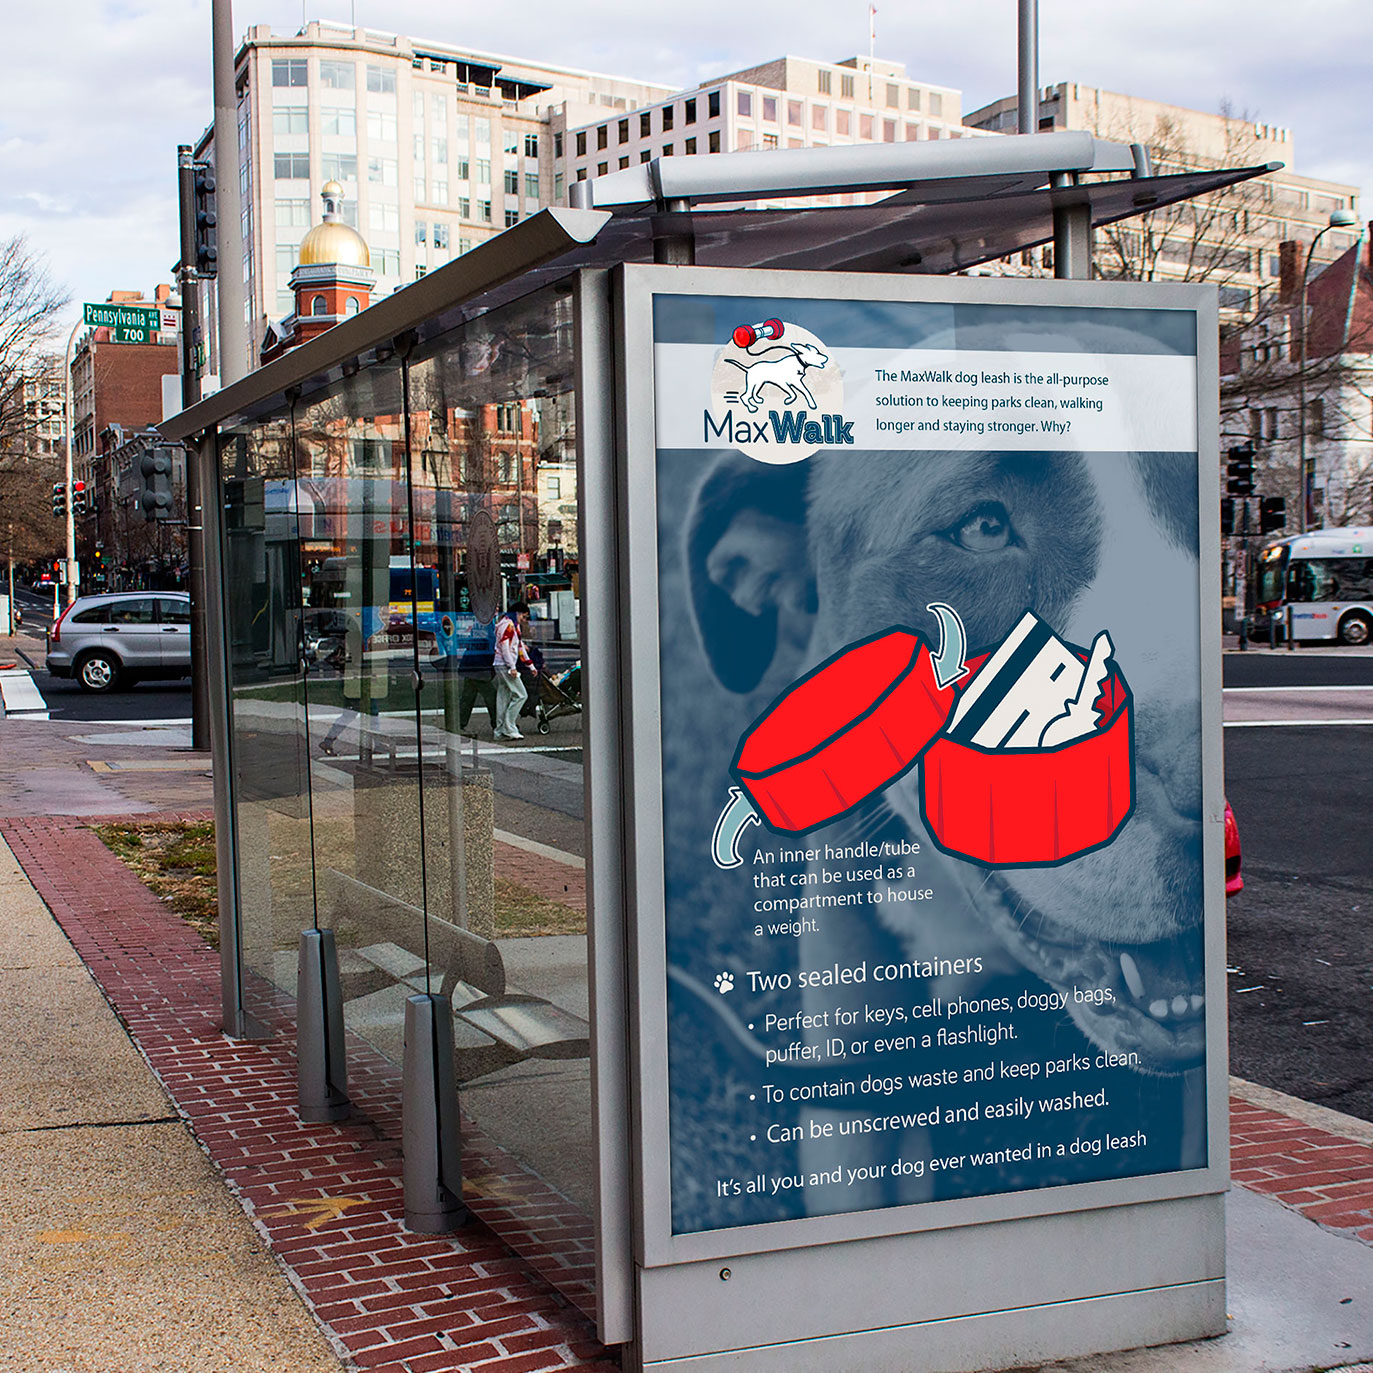 Pennsylvania AVE NW
700
MaxWalk
The MaxWalk dog leash is the all-purpose
solution to keeping parks clean, walking
longer and staying stronger. Why?
An inner handle/tube
that can be used as a
compartment to house
a weight.
Two sealed containers
• Perfect for keys, cell phones, doggy bags,
puffer, ID, or even a flashlight.
• To contain dogs waste and keep parks clean.
• Can be unscrewed and easily washed.
It's all you and your dog ever wanted in a dog leash